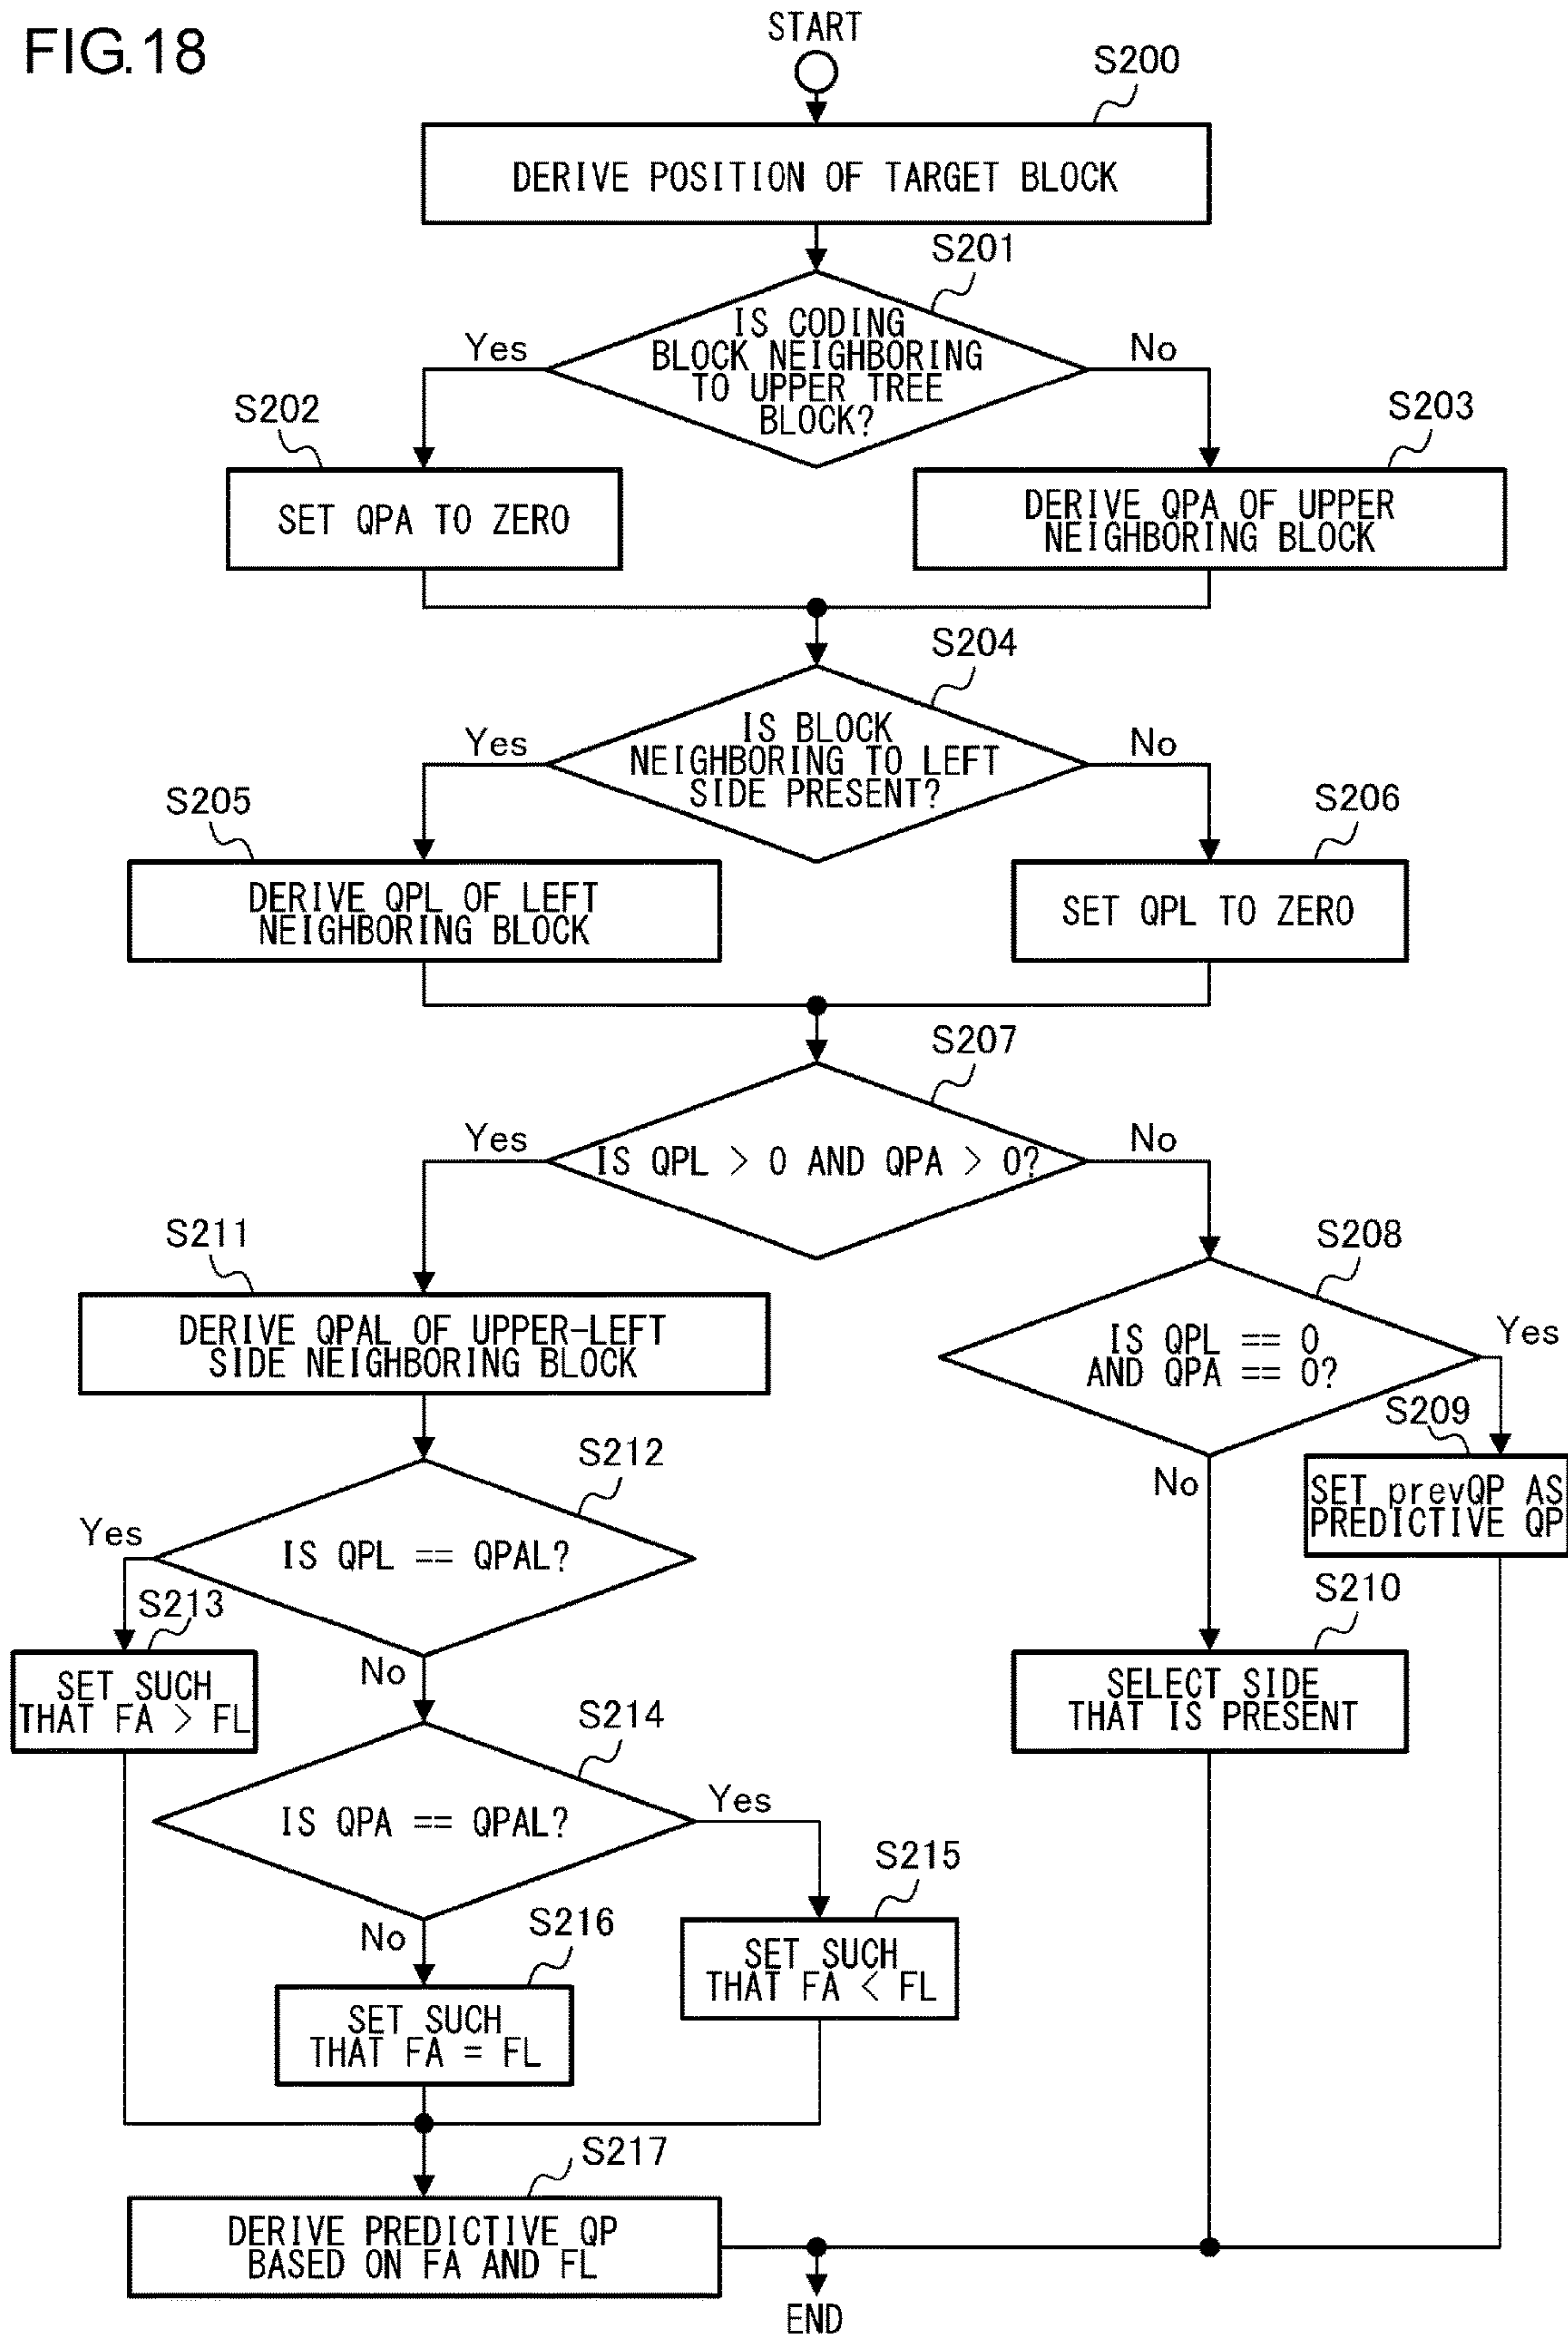 FIG.18
START
S200
DERIVE POSITION OF TARGET BLOCK
S201
IS CODING
BLOCK NEIGHBORING
TO UPPER TREE
BLOCK?
Yes
No
S202
SET QPA TO ZERO
S203
DERIVE QPA OF UPPER
NEIGHBORING BLOCK
S204
IS BLOCK
NEIGHBORING TO LEFT
SIDE PRESENT?
Yes
No
S205
DERIVE QPL OF LEFT
NEIGHBORING BLOCK
S206
SET QPL TO ZERO
S207
IS QPL > 0 AND QPA > 0?
Yes
No
S211
DERIVE QPAL OF UPPER-LEFT
SIDE NEIGHBORING BLOCK
S208
IS QPL == 0
AND QPA == 0?
Yes
No
S209
SET prevQP AS
PREDICTIVE QP
S212
IS QPL == QPAL?
Yes
No
S213
SET SUCH
THAT FA > FL
S210
SELECT SIDE
THAT IS PRESENT
S214
IS QPA == QPAL?
Yes
No
S215
SET SUCH
THAT FA < FL
S216
SET SUCH
THAT FA = FL
S217
DERIVE PREDICTIVE QP
BASED ON FA AND FL
END